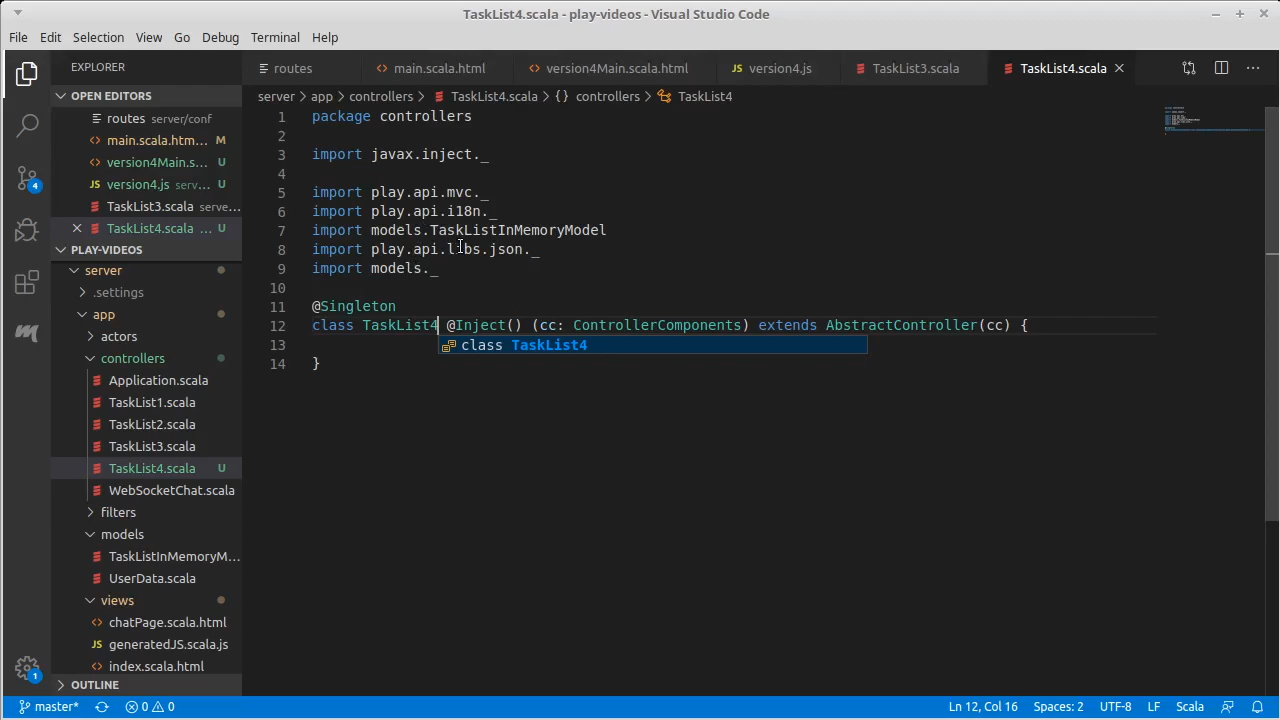 TaskList4.scala - play-videos - Visual Studio Code
File Edit Selection View Go Debug Terminal Help
EXPLORER
routes
main.scala.html
version4Main.scala.html
version4.js
TaskList3.scala
TaskList4.scala
OPEN EDITORS
server
app
controllers
TaskList4.scala
{} controllers
TaskList4
routes server/conf
main.scala.htm... M
version4Main.s... U
version4.js serv... U
TaskList3.scala serve...
TaskList4.scala ... U
PLAY-VIDEOS
server
.settings
app
actors
controllers
Application.scala
TaskList1.scala
TaskList2.scala
TaskList3.scala
TaskList4.scala U
WebSocketChat.scala
filters
models
TaskListInMemoryM...
UserData.scala
views
chatPage.scala.html
JS generatedJS.scala.js
index.scala.html
OUTLINE
4
1
1 package controllers
2
3 import javax.inject._
4
5 import play.api.mvc._
6 import play.api.i18n._
7 import models.TaskListInMemoryModel
8 import play.api.libs.json._
9 import models._
10
11 @Singleton
12 class TaskList4 @Inject() (cc: ControllerComponents) extends AbstractController(cc) {
13 class TaskList4
14 }
master* 0 0 Ln 12, Col 16 Spaces: 2 UTF-8 LF Scala